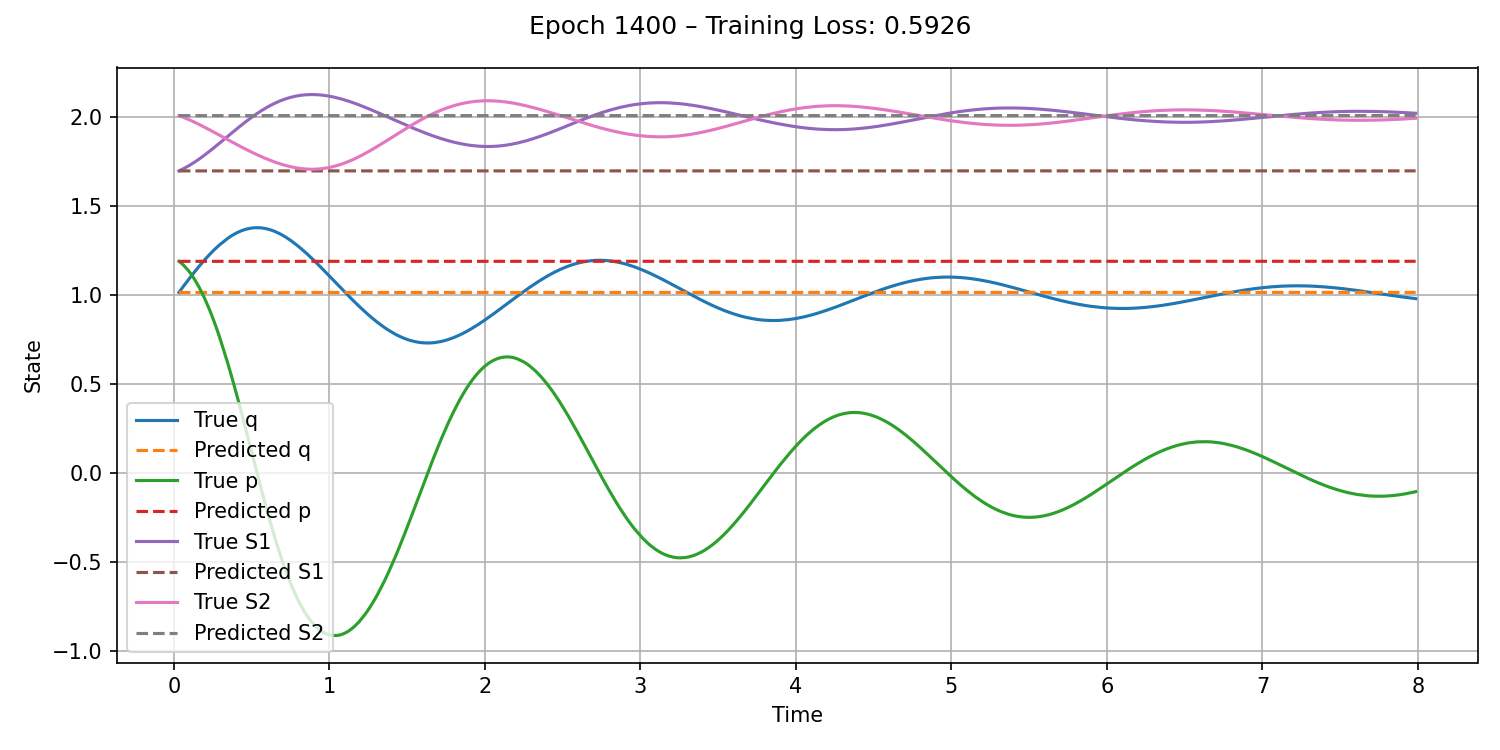 Epoch 1400 – Training Loss: 0.5926
State
2.0
1.5
1.0
0.5
0.0
−0.5
−1.0
True q
Predicted q
True p
Predicted p
True S1
Predicted S1
True S2
Predicted S2
0 1 2 3 4 5 6 7 8
Time